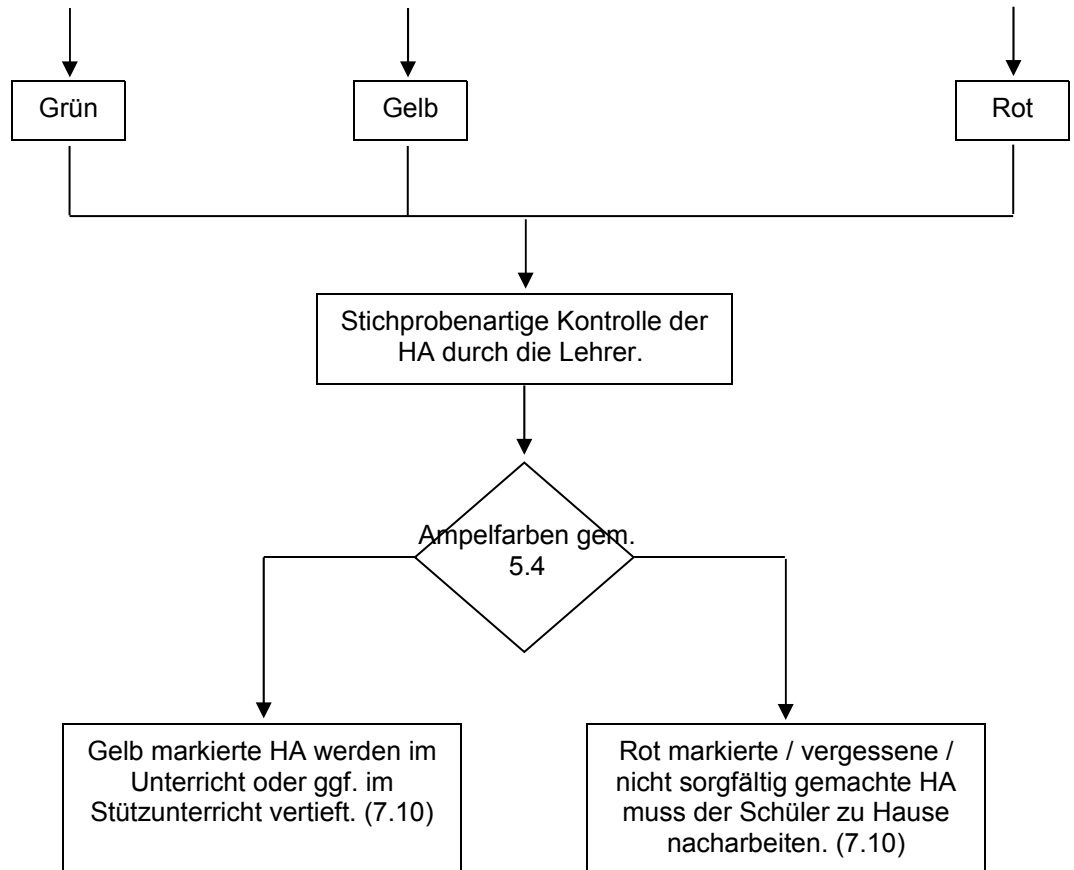 Grün
Gelb
Rot
Stichprobenartige Kontrolle der
HA durch die Lehrer.
Ampelfarben gem.
5.4
Gelb markierte HA werden im
Unterricht oder ggf. im
Stützunterricht vertieft. (7.10)
Rot markierte / vergessene /
nicht sorgfältig gemachte HA
muss der Schüler zu Hause
nacharbeiten. (7.10)